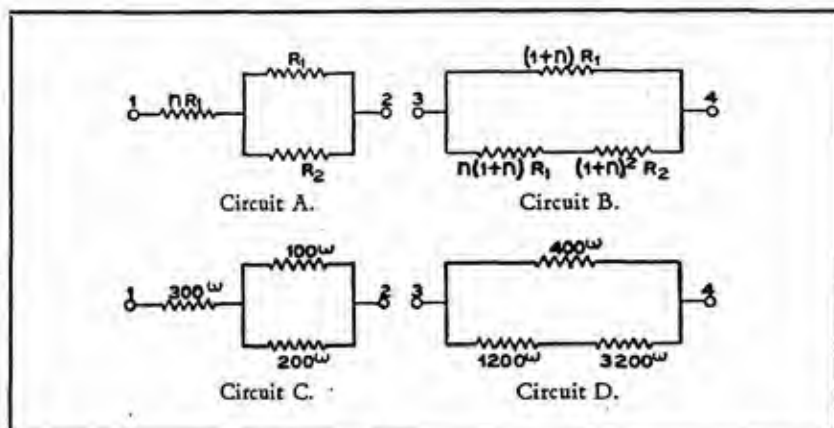 R₁
(1+n) R₁
1
nR₁
2
3
4
R₂
n(1+n) R₁
(1+n)² R₂
Circuit A.
Circuit B.
100ω
400ω
1
300ω
2
3
4
200ω
1200ω
3200ω
Circuit C.
Circuit D.